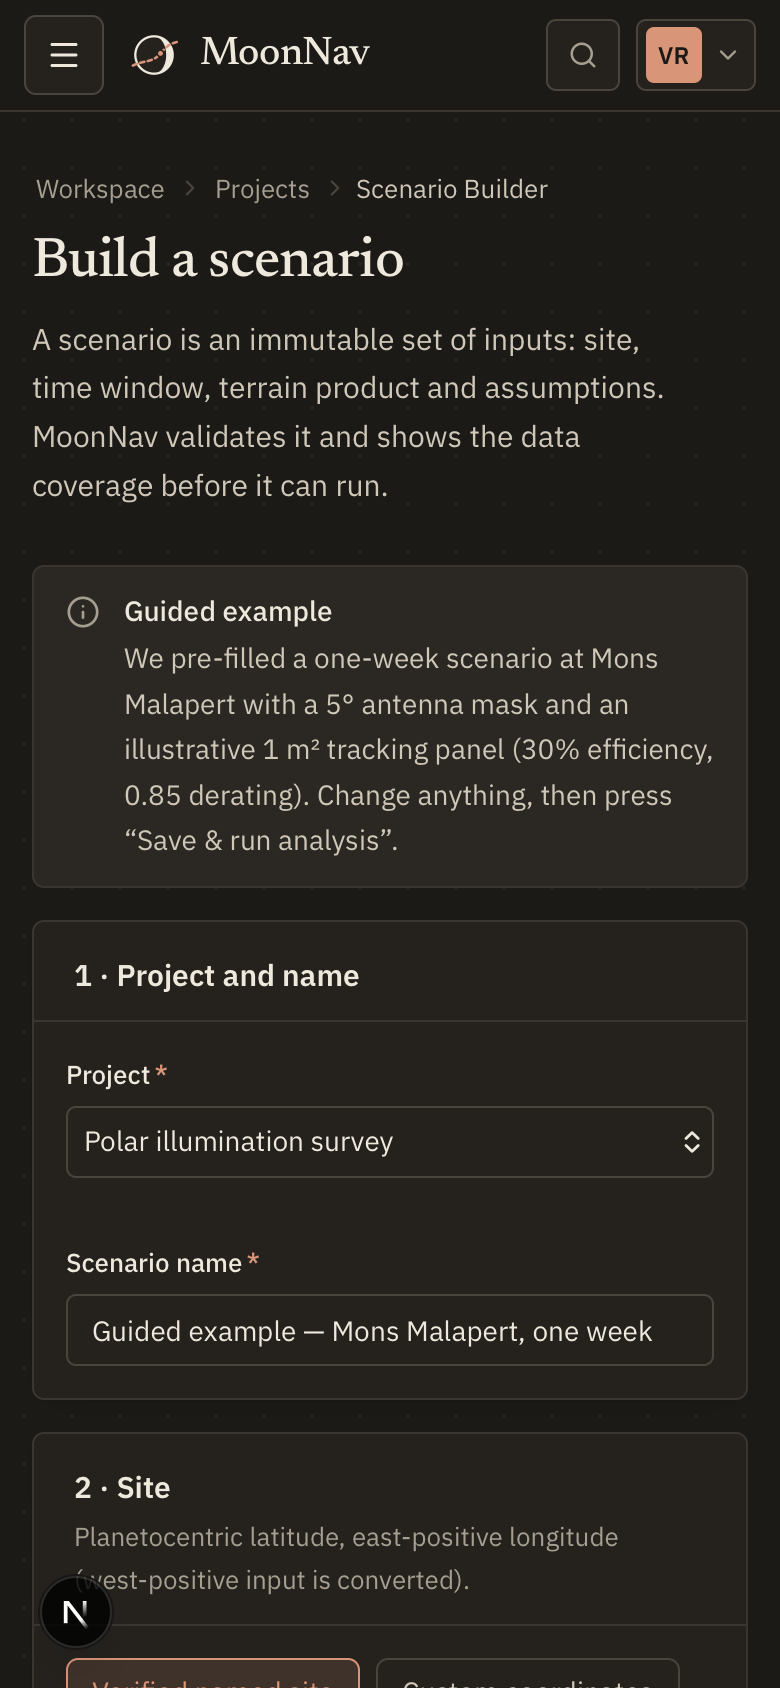 MoonNav
VR
Workspace > Projects > Scenario Builder
Build a scenario
A scenario is an immutable set of inputs: site,
time window, terrain product and assumptions.
MoonNav validates it and shows the data
coverage before it can run.
Guided example
We pre-filled a one-week scenario at Mons
Malapert with a 5° antenna mask and an
illustrative 1 m² tracking panel (30% efficiency,
0.85 derating). Change anything, then press
“Save & run analysis”.
1 · Project and name
Project *
Polar illumination survey
Scenario name *
Guided example — Mons Malapert, one week
2 · Site
Planetocentric latitude, east-positive longitude
(west-positive input is converted).
N
Verified named site
Custom coordinates